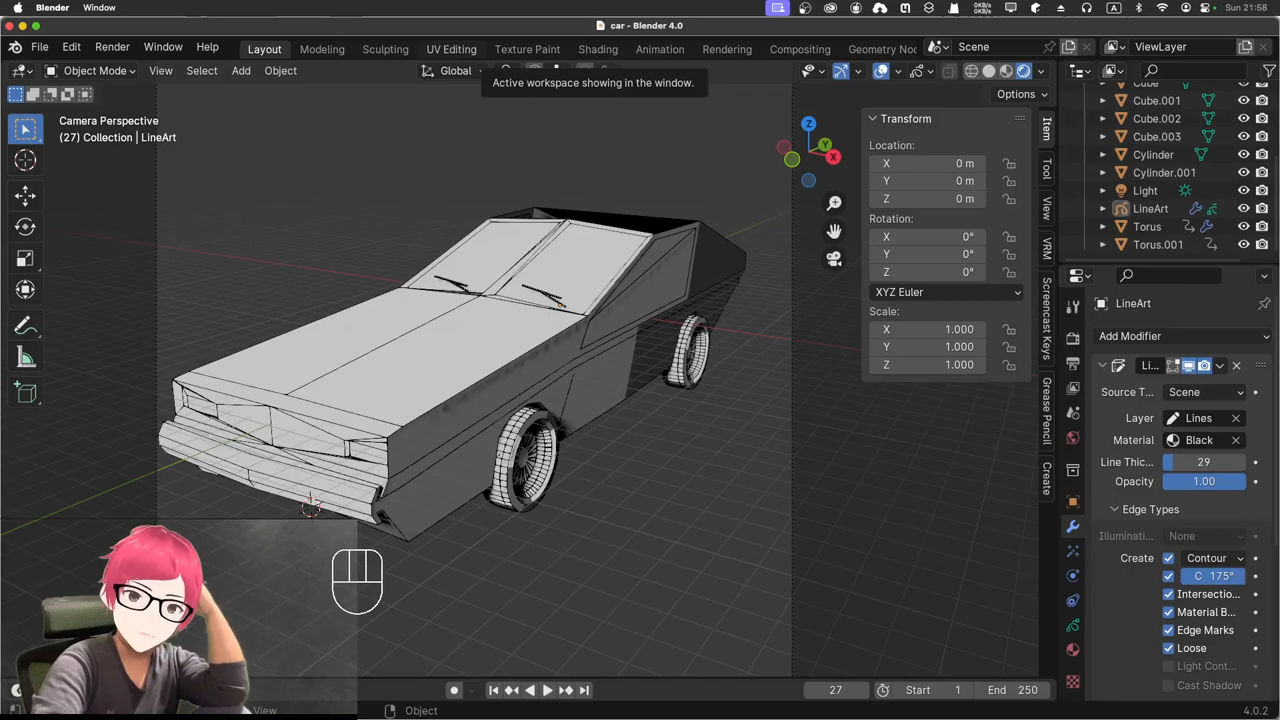 Blender
Window
0KB/s
0KB/s
A
Sun 21:58
car - Blender 4.0
File
Edit
Render
Window
Help
Layout
Modeling
Sculpting
UV Editing
Texture Paint
Shading
Animation
Rendering
Compositing
Geometry Noc
Scene
ViewLayer
Object Mode
View
Select
Add
Object
Global
Active workspace showing in the window.
Options
Camera Perspective
(27) Collection | LineArt
Z
Y
X
Transform
Location:
X 0 m
Y 0 m
Z 0 m
Rotation:
X 0°
Y 0°
Z 0°
XYZ Euler
Scale:
X 1.000
Y 1.000
Z 1.000
Item
Tool
View
VRM
Screencast Keys
Grease Pencil
Create
Cube
Cube.001
Cube.002
Cube.003
Cylinder
Cylinder.001
Light
LineArt
Torus
Torus.001
LineArt
Add Modifier
Li...
Source T...
Scene
Layer
Lines
Material
Black
Line Thic...
29
Opacity
1.00
Edge Types
Illuminati...
None
Create
Contour
C 175°
Intersectio...
Material B...
Edge Marks
Loose
Light Cont...
Cast Shadow
View
27
Start 1
End 250
View
Object
4.0.2